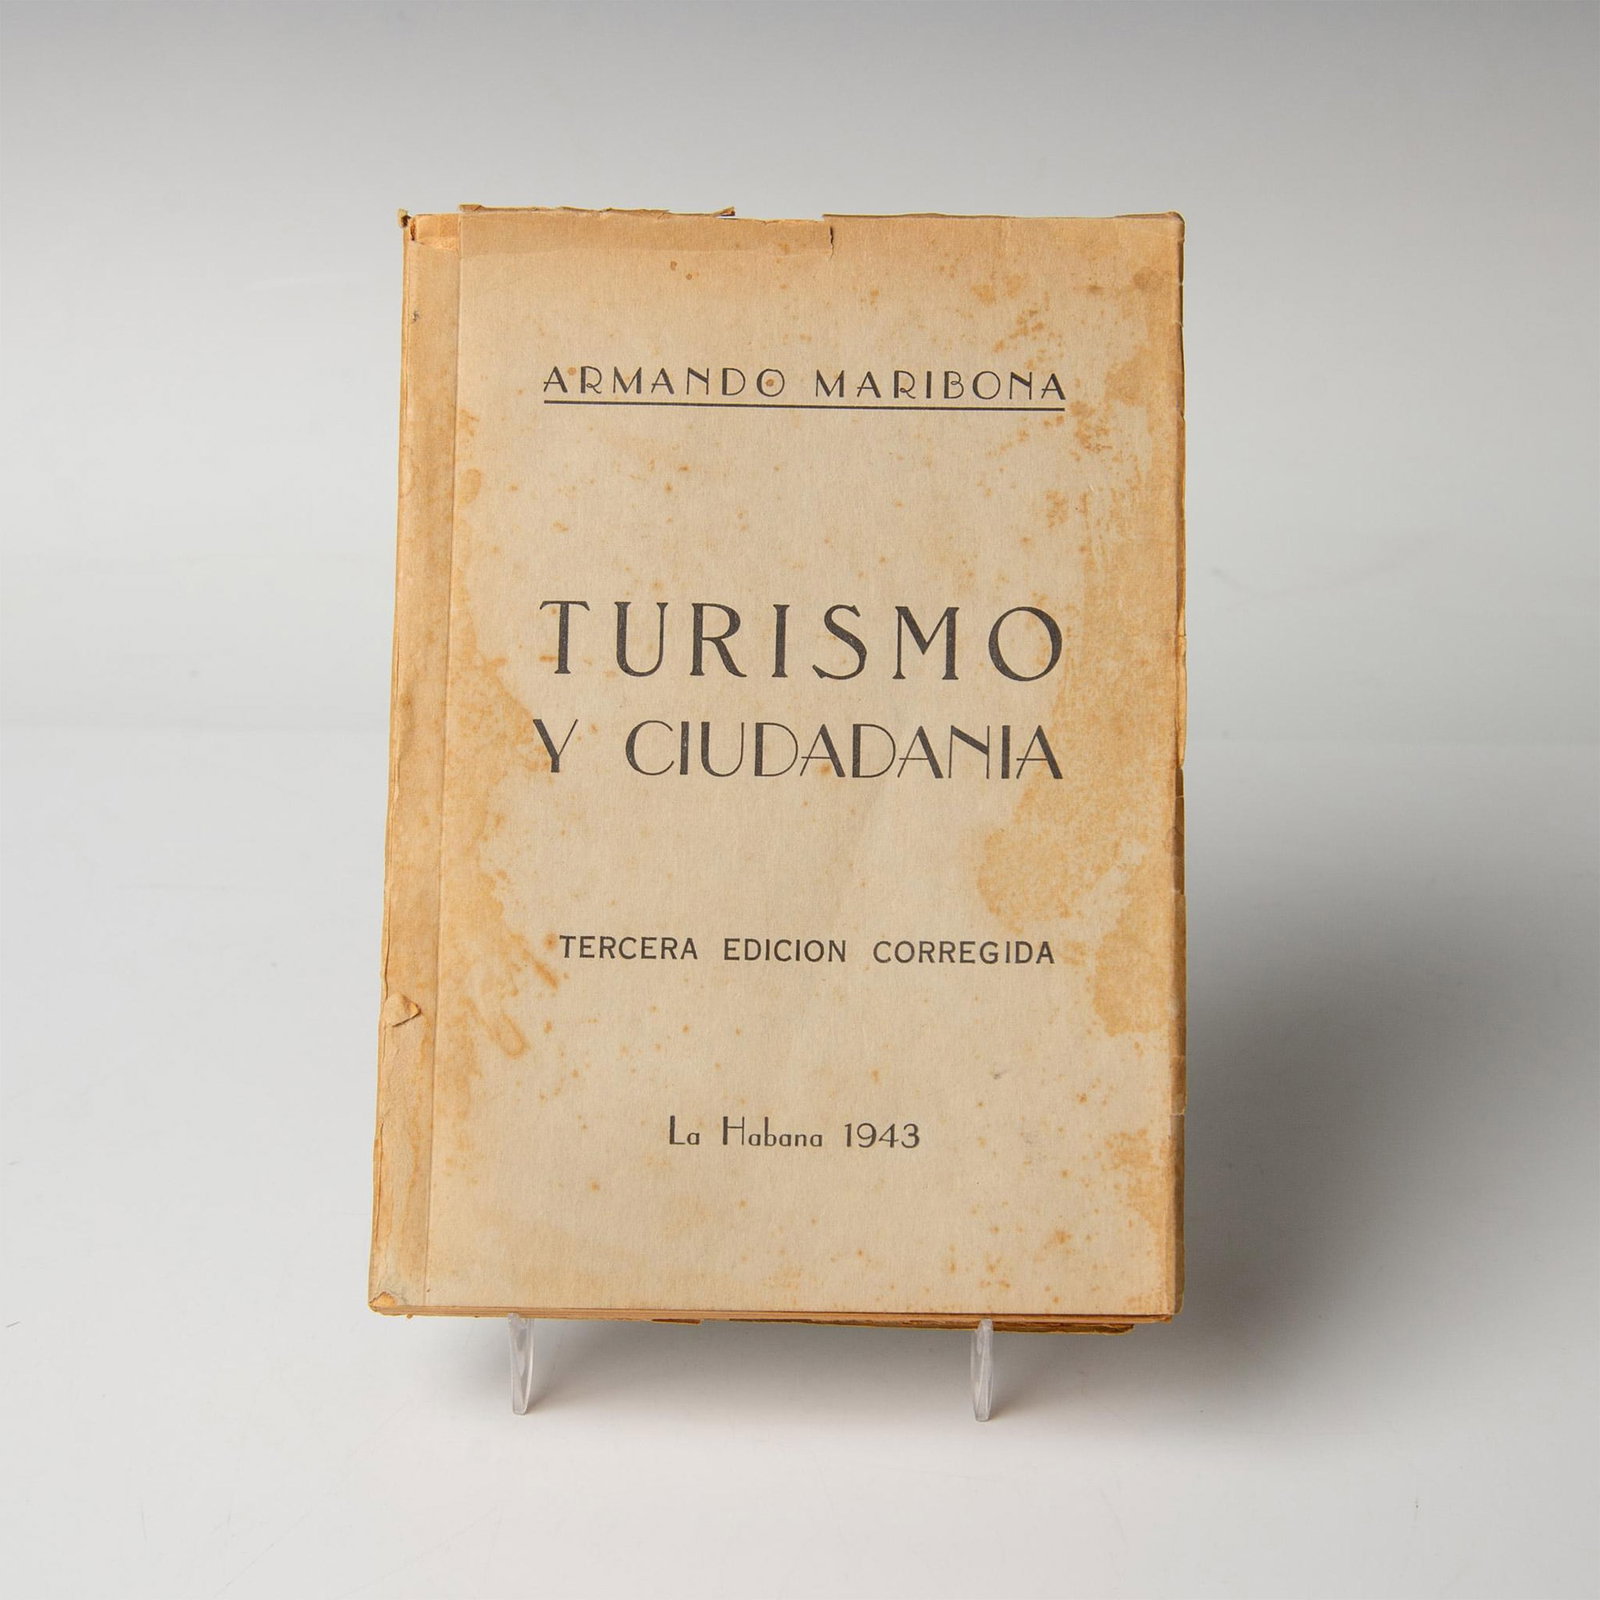 ARMANDO MARIBONA
TURISMO
Y CIUDADANIA
TERCERA EDICION CORREGIDA
La Habana 1943